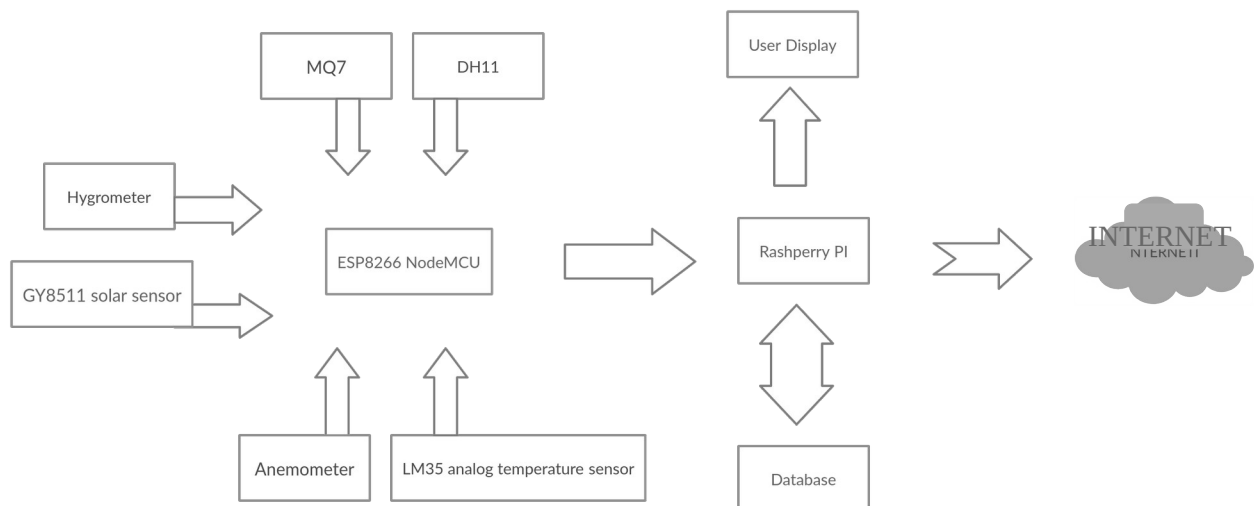 User Display
MQ7
DH11
Hygrometer
INTERNET
ESP8266 NodeMCU
Rashperry PI
GY8511 solar sensor
Anemometer
LM35 analog temperature sensor
Database